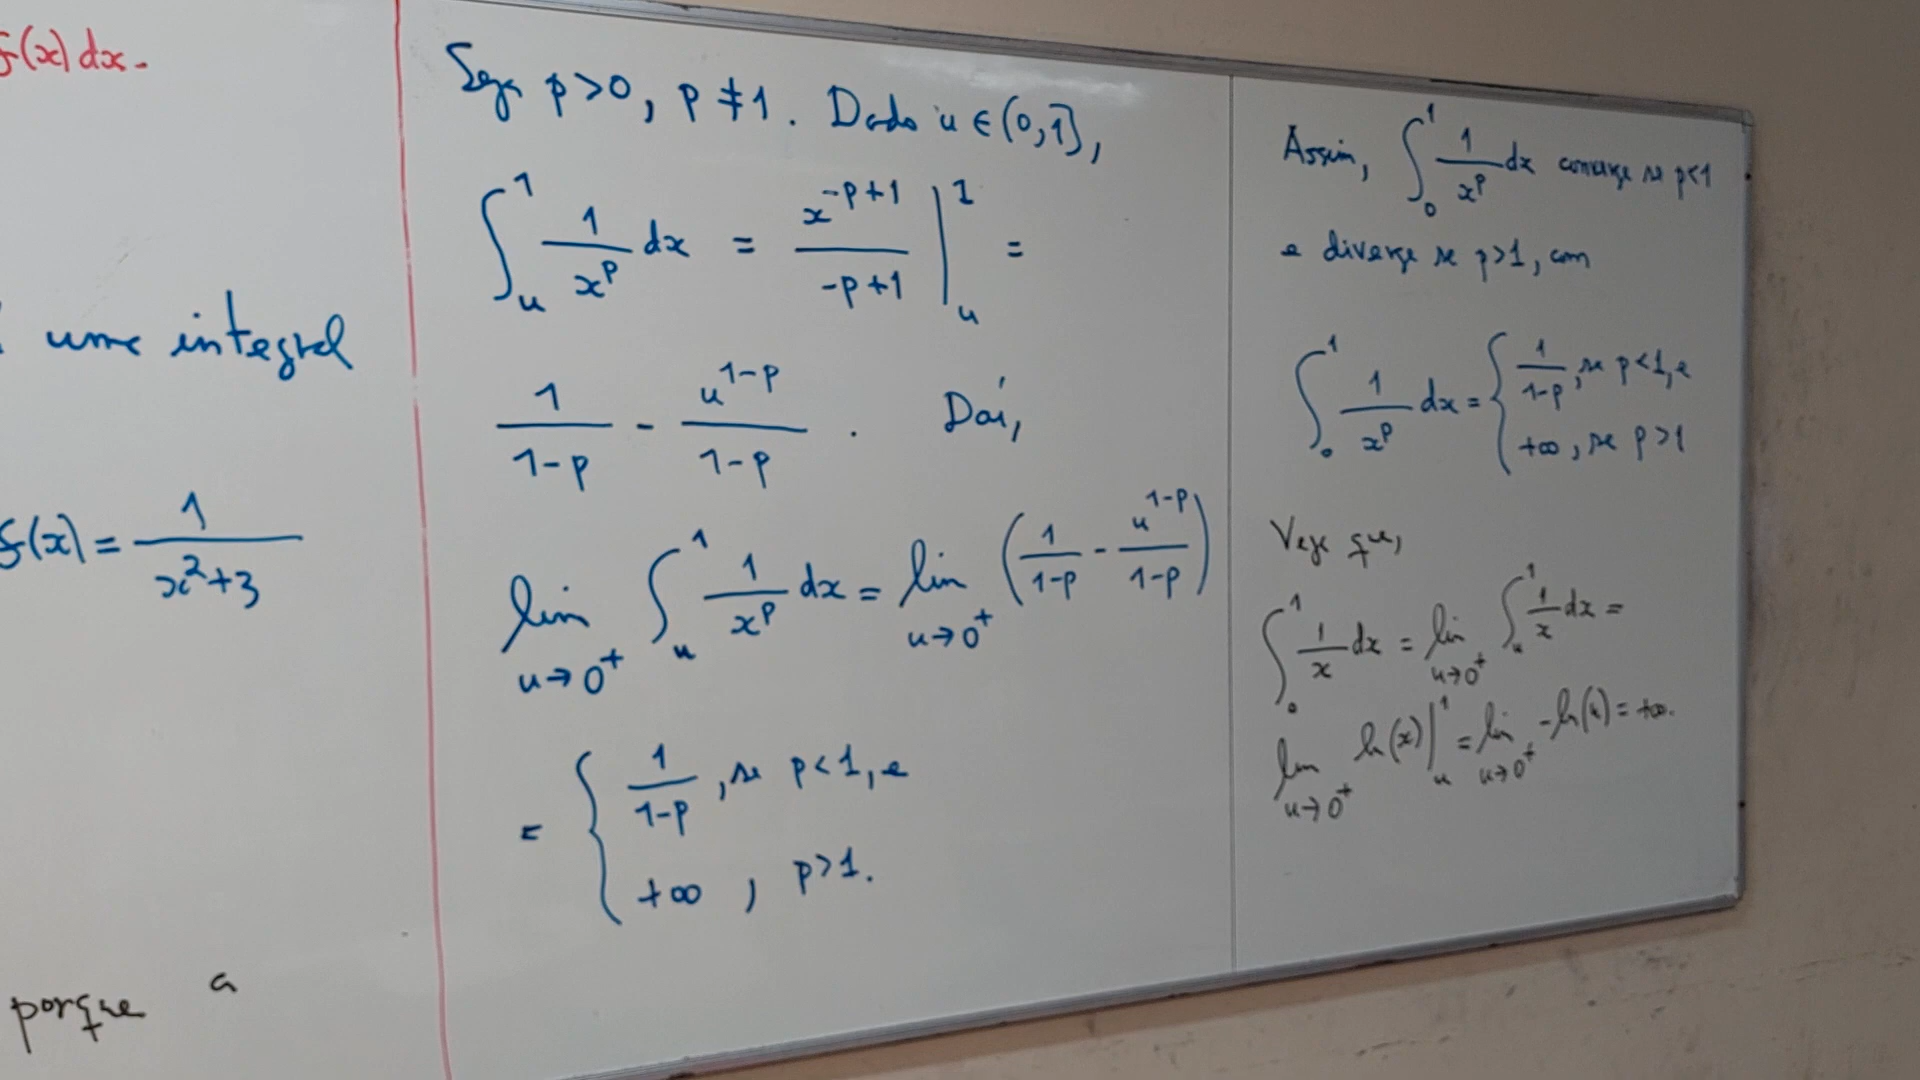 f(x) dx.
uma integral
f(x) = 1/(x²+3)
porque a
Seja p>0, p≠1. Dado u ∈ (0,1],
∫_u^1 1/x^p dx = x^(-p+1)/(-p+1) |_u^1 =
1/(1-p) - u^(1-p)/(1-p) . Daí,
lim_(u→0⁺) ∫_u^1 1/x^p dx = lim_(u→0⁺) (1/(1-p) - u^(1-p)/(1-p))
= { 1/(1-p), se p<1, e
+∞ , p>1.
Assim, ∫_0^1 1/x^p dx converge se p<1
e diverge se p>1, com
∫_0^1 1/x^p dx = { 1/(1-p), se p<1, e
+∞, se p>1
Veja que,
∫_0^1 1/x dx = lim_(u→0⁺) ∫_u^1 1/x dx =
lim_(u→0⁺) ln(x)|_u^1 = lim_(u→0⁺) -ln(u) = +∞.